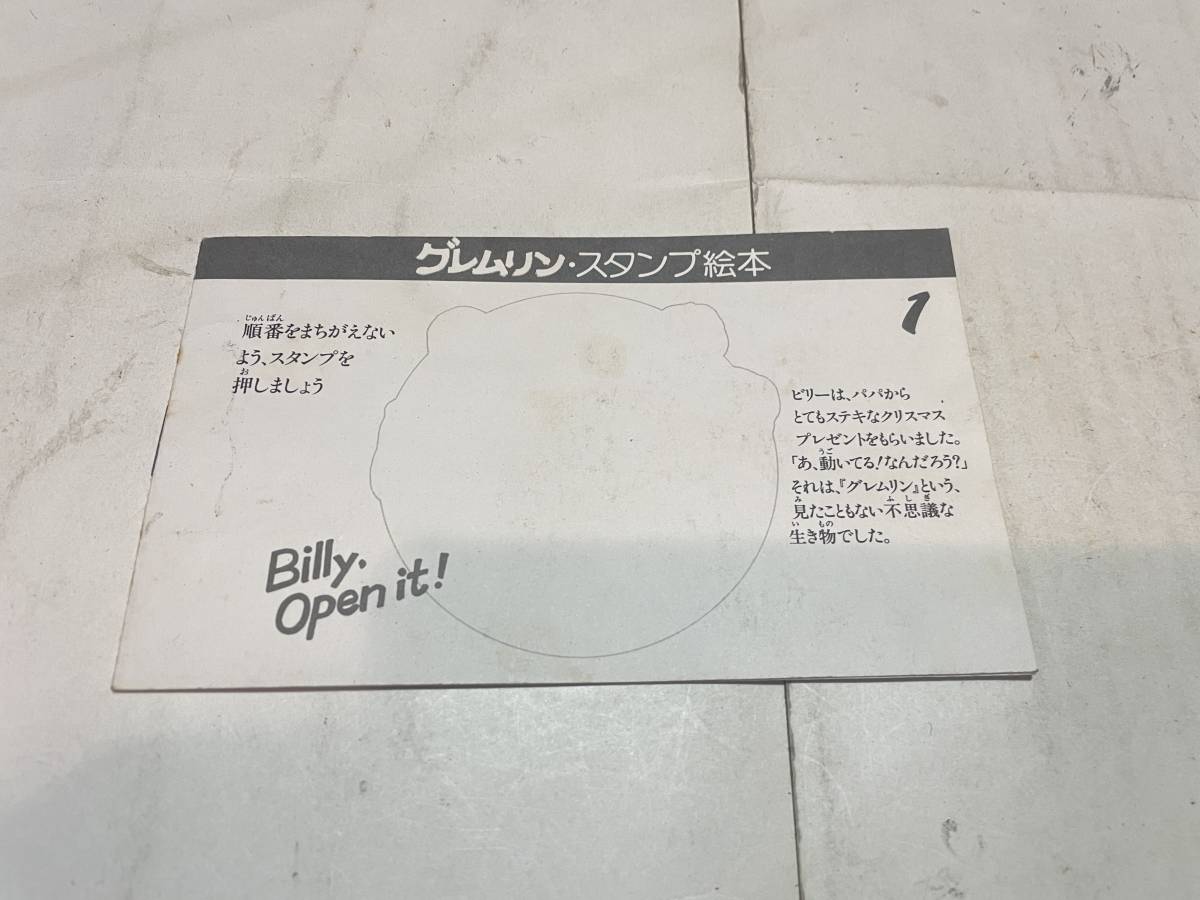 グレムリン・スタンプ絵本
1
じゅんばん
順番をまちがえない
よう、スタンプを
お
押しましょう
Billy.
Open it!
ビリーは、パパから
とてもステキなクリスマス
プレゼントをもらいました。
うご
「あ、動いてる!なんだろう?」
それは、『グレムリン』という、
み ふしぎ
見たこともない不思議な
い もの
生き物でした。